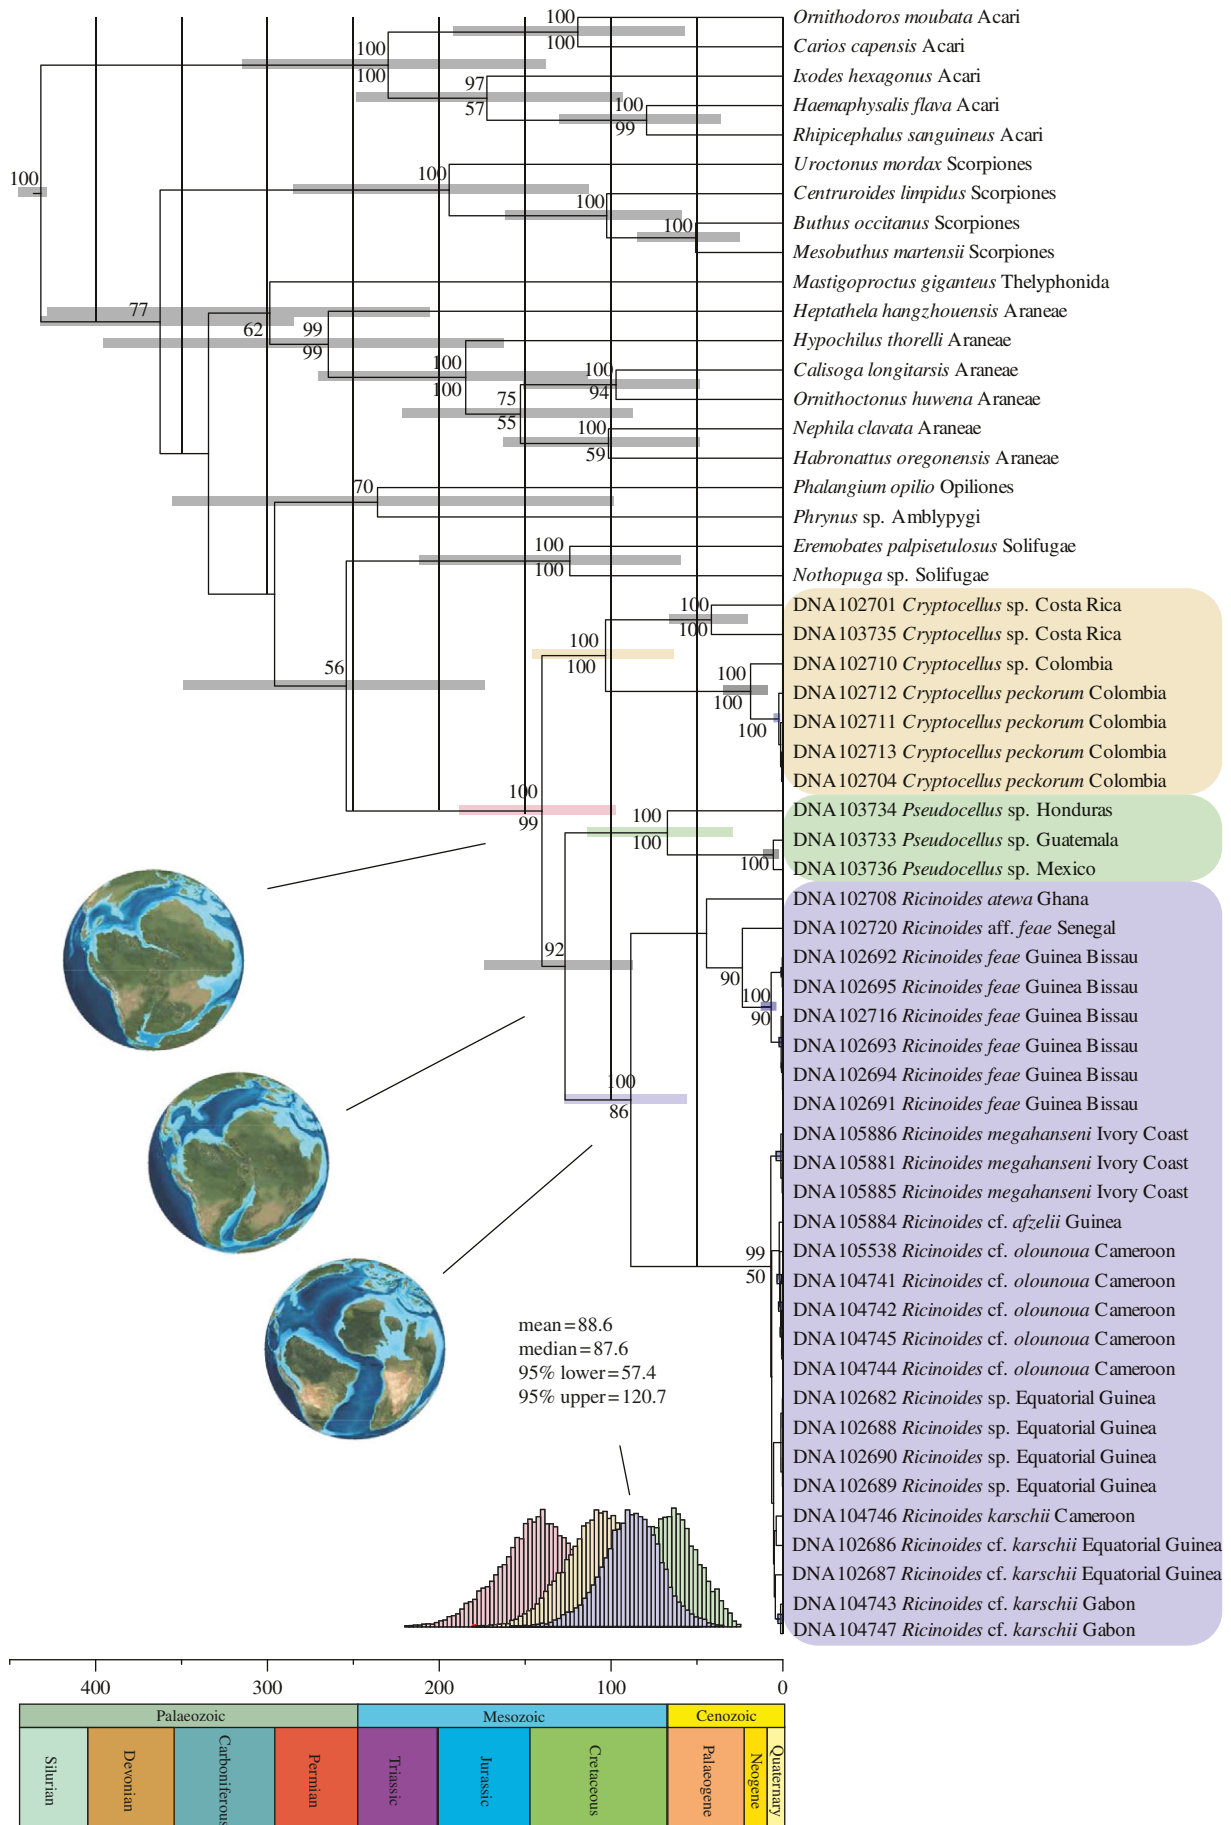 Ornithodoros moubata Acari
Carios capensis Acari
Ixodes hexagonus Acari
Haemaphysalis flava Acari
Rhipicephalus sanguineus Acari
Uroctonus mordax Scorpiones
Centruroides limpidus Scorpiones
Buthus occitanus Scorpiones
Mesobuthus martensii Scorpiones
Mastigoproctus giganteus Thelyphonida
Heptathela hangzhouensis Araneae
Hypochilus thorelli Araneae
Calisoga longitarsis Araneae
Ornithoctonus huwena Araneae
Nephila clavata Araneae
Habronattus oregonensis Araneae
Phalangium opilio Opiliones
Phrynus sp. Amblypygi
Eremobates palpisetulosus Solifugae
Nothopuga sp. Solifugae
DNA102701 Cryptocellus sp. Costa Rica
DNA103735 Cryptocellus sp. Costa Rica
DNA102710 Cryptocellus sp. Colombia
DNA102712 Cryptocellus peckorum Colombia
DNA102711 Cryptocellus peckorum Colombia
DNA102713 Cryptocellus peckorum Colombia
DNA102704 Cryptocellus peckorum Colombia
DNA103734 Pseudocellus sp. Honduras
DNA103733 Pseudocellus sp. Guatemala
DNA103736 Pseudocellus sp. Mexico
DNA102708 Ricinoides atewa Ghana
DNA102720 Ricinoides aff. feae Senegal
DNA102692 Ricinoides feae Guinea Bissau
DNA102695 Ricinoides feae Guinea Bissau
DNA102716 Ricinoides feae Guinea Bissau
DNA102693 Ricinoides feae Guinea Bissau
DNA102694 Ricinoides feae Guinea Bissau
DNA102691 Ricinoides feae Guinea Bissau
DNA105886 Ricinoides megahanseni Ivory Coast
DNA105881 Ricinoides megahanseni Ivory Coast
DNA105885 Ricinoides megahanseni Ivory Coast
DNA105884 Ricinoides cf. afzelii Guinea
DNA105538 Ricinoides cf. olounoua Cameroon
DNA104741 Ricinoides cf. olounoua Cameroon
DNA104742 Ricinoides cf. olounoua Cameroon
DNA104745 Ricinoides cf. olounoua Cameroon
DNA104744 Ricinoides cf. olounoua Cameroon
DNA102682 Ricinoides sp. Equatorial Guinea
DNA102688 Ricinoides sp. Equatorial Guinea
DNA102690 Ricinoides sp. Equatorial Guinea
DNA102689 Ricinoides sp. Equatorial Guinea
DNA104746 Ricinoides karschii Cameroon
DNA102686 Ricinoides cf. karschii Equatorial Guinea
DNA102687 Ricinoides cf. karschii Equatorial Guinea
DNA104743 Ricinoides cf. karschii Gabon
DNA104747 Ricinoides cf. karschii Gabon
100
100
100
100
97
57
100
99
100
100
100
100
77
62
99
99
100
100
100
94
75
55
100
59
70
100
100
56
100
100
100
100
100
100
100
100
99
100
100
100
92
90
100
90
100
86
99
50
mean=88.6
median=87.6
95% lower=57.4
95% upper=120.7
400 300 200 100 0
Palaeozoic Mesozoic Cenozoic
Silurian
Devonian
Carboniferous
Permian
Triassic
Jurassic
Cretaceous
Palaeogene
Neogene
Quaternary